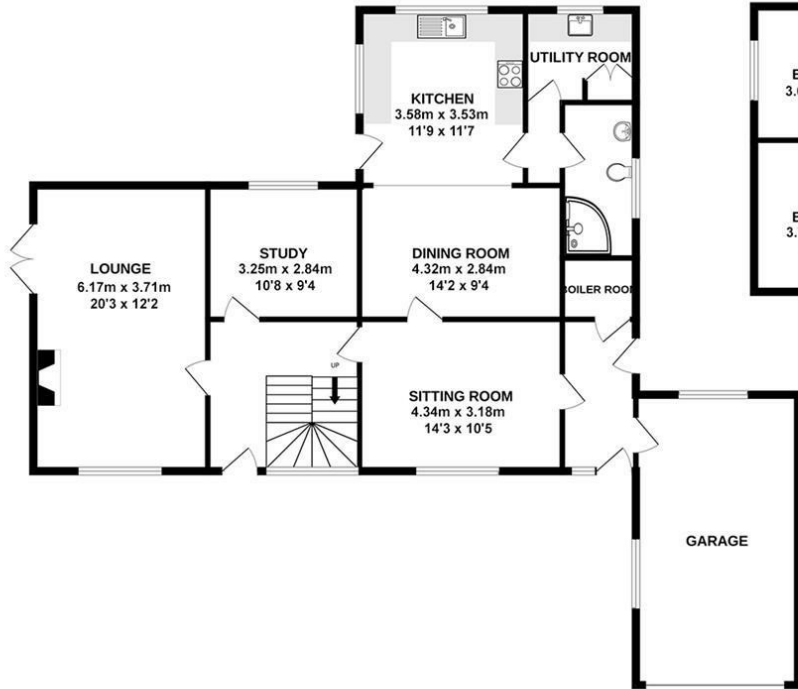 UTILITY ROOM
KITCHEN
3.58m x 3.53m
11'9 x 11'7
LOUNGE
6.17m x 3.71m
20'3 x 12'2
STUDY
3.25m x 2.84m
10'8 x 9'4
DINING ROOM
4.32m x 2.84m
14'2 x 9'4
BOILER ROOM
UP
SITTING ROOM
4.34m x 3.18m
14'3 x 10'5
GARAGE